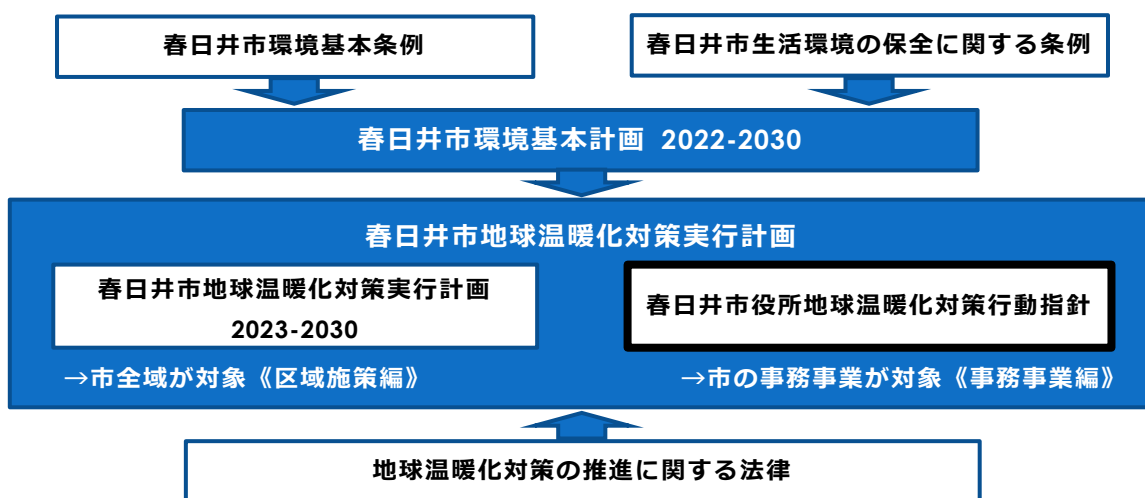 春日井市環境基本条例
春日井市生活環境の保全に関する条例
春日井市環境基本計画 2022-2030
春日井市地球温暖化対策実行計画
春日井市地球温暖化対策実行計画
2023-2030
春日井市役所地球温暖化対策行動指針
→市全域が対象《区域施策編》
→市の事務事業が対象《事務事業編》
地球温暖化対策の推進に関する法律